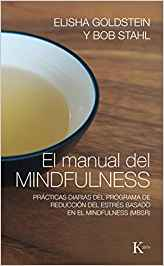 ELISHA GOLDSTEIN
Y BOB STAHL
El manual del
MINDFULNESS
PRÁCTICAS DIARIAS DEL PROGRAMA DE
REDUCCIÓN DEL ESTRÉS BASADO
EN EL MINDFULNESS (MBSR)
K